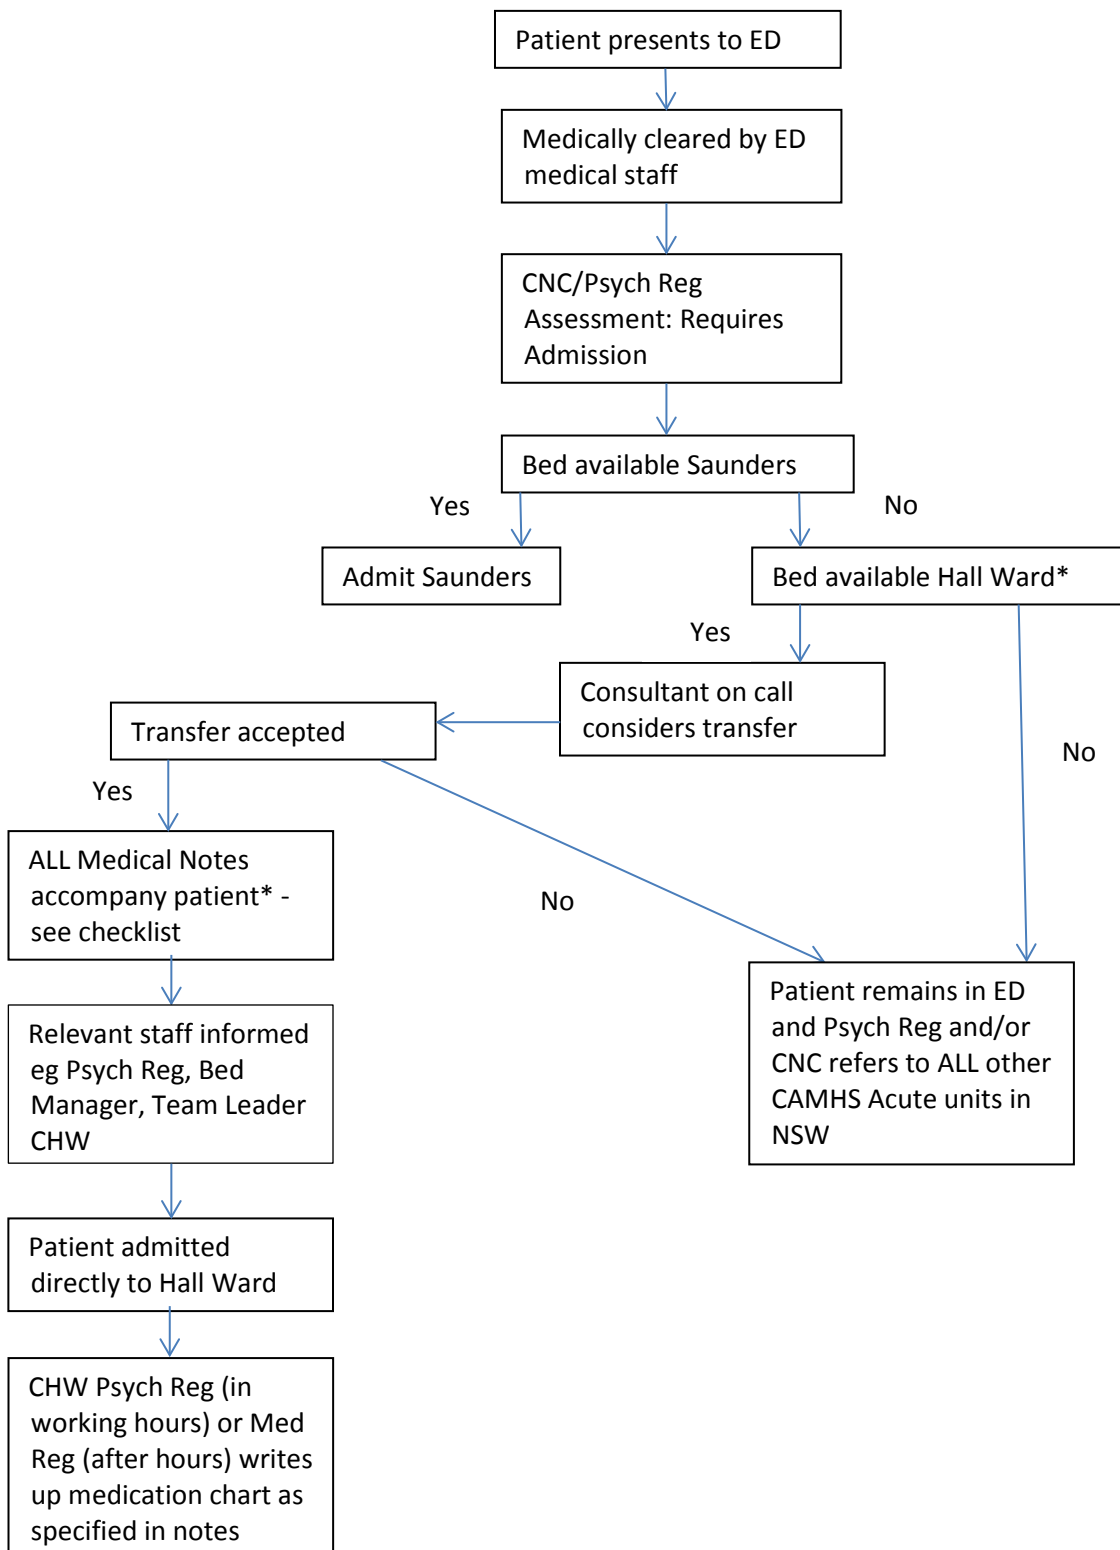 Patient presents to ED
Medically cleared by ED
medical staff
CNC/Psych Reg
Assessment: Requires
Admission
Bed available Saunders
Yes
No
Admit Saunders
Bed available Hall Ward*
Yes
No
Consultant on call
considers transfer
Transfer accepted
Yes
No
ALL Medical Notes
accompany patient* -
see checklist
Relevant staff informed
eg Psych Reg, Bed
Manager, Team Leader
CHW
Patient remains in ED
and Psych Reg and/or
CNC refers to ALL other
CAMHS Acute units in
NSW
Patient admitted
directly to Hall Ward
CHW Psych Reg (in
working hours) or Med
Reg (after hours) writes
up medication chart as
specified in notes